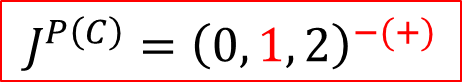 J^{P(C)} = (0, 1, 2)^{-(+)}